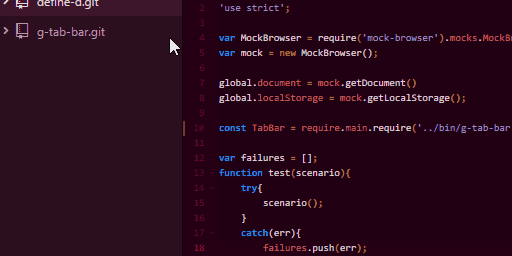 define-d.git
g-tab-bar.git
2 'use strict';
3
4 var MockBrowser = require('mock-browser').mocks.MockB
5 var mock = new MockBrowser();
6
7 global.document = mock.getDocument()
8 global.localStorage = mock.getLocalStorage();
9
10 const TabBar = require.main.require('../bin/g-tab-bar
11
12 var failures = [];
13 function test(scenario){
14 try{
15 scenario();
16 }
17 catch(err){
18 failures.push(err);